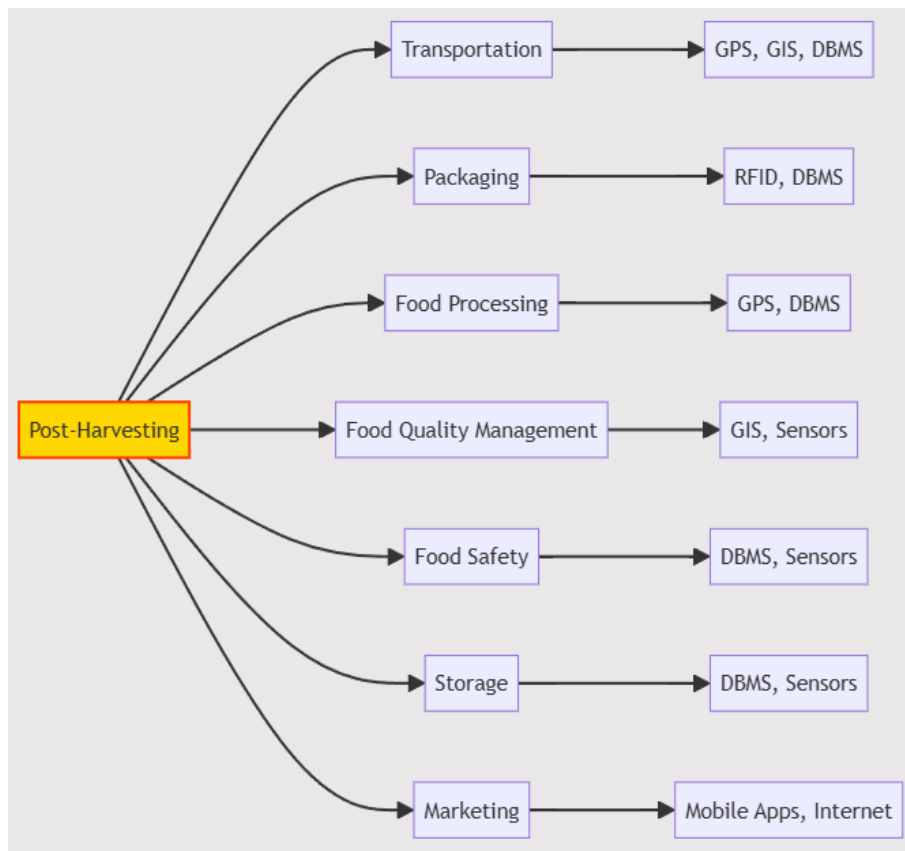 Transportation
GPS, GIS, DBMS
Packaging
RFID, DBMS
Food Processing
GPS, DBMS
Post-Harvesting
Food Quality Management
GIS, Sensors
Food Safety
DBMS, Sensors
Storage
DBMS, Sensors
Marketing
Mobile Apps, Internet